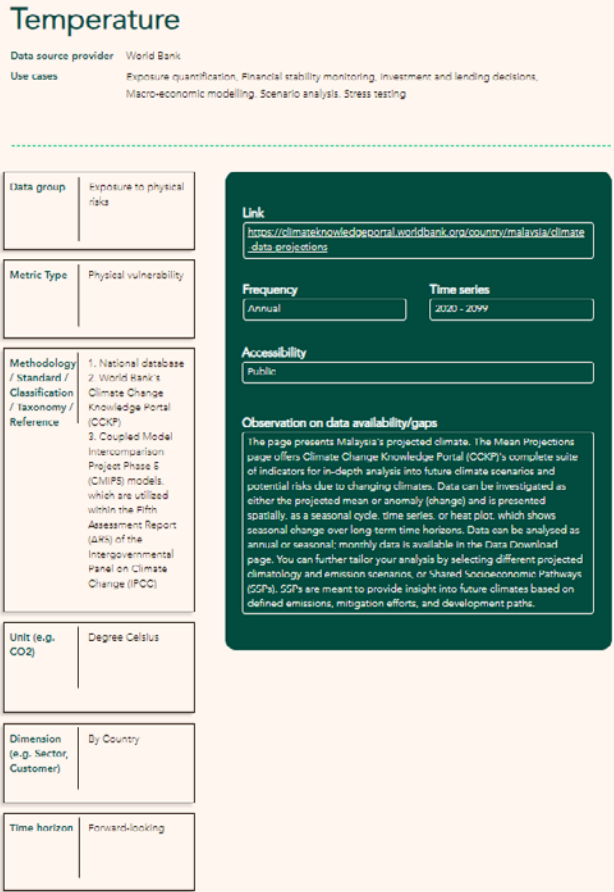 Temperature
Data source provider World Bank
Use cases Exposure quantification, Financial stability monitoring, Investment and lending decisions,
Macro-economic modelling, Scenario analysis, Stress testing
Data group Exposure to physical
risks
Metric Type Physical vulnerability
Methodology
/ Standard /
Classification
/ Taxonomy /
Reference
1. National database
2. World Bank's
Climate Change
Knowledge Portal
(CCKP)
3. Coupled Model
Intercomparison
Project Phase 5
(CMIP5) models,
which are utilized
within the Fifth
Assessment Report
(AR5) of the
Intergovernmental
Panel on Climate
Change (IPCC)
Unit (e.g.
CO2)
Degree Celsius
Dimension
(e.g. Sector,
Customer)
By Country
Time horizon Forward-looking
Link
https://climateknowledgeportal.worldbank.org/country/malaysia/climate
-data-projections
Frequency
Annual
Time series
2020 - 2099
Accessibility
Public
Observation on data availability/gaps
The page presents Malaysia's projected climate. The Mean Projections
page offers Climate Change Knowledge Portal (CCKP)'s complete suite
of indicators for in-depth analysis into future climate scenarios and
potential risks due to changing climates. Data can be investigated as
either the projected mean or anomaly (change) and is presented
spatially, as a seasonal cycle, time series, or heat plot, which shows
seasonal change over long-term time horizons. Data can be analysed as
annual or seasonal; monthly data is available in the Data Download
page. You can further tailor your analysis by selecting different projected
climatology and emission scenarios, or Shared Socioeconomic Pathways
(SSPs). SSPs are meant to provide insight into future climates based on
defined emissions, mitigation efforts, and development paths.